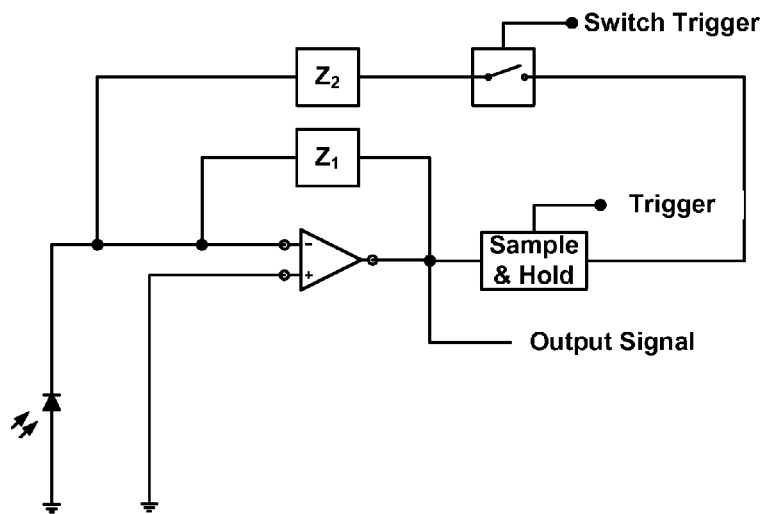 Switch Trigger
Z₂
Z₁
Trigger
Sample
& Hold
-
+
Output Signal